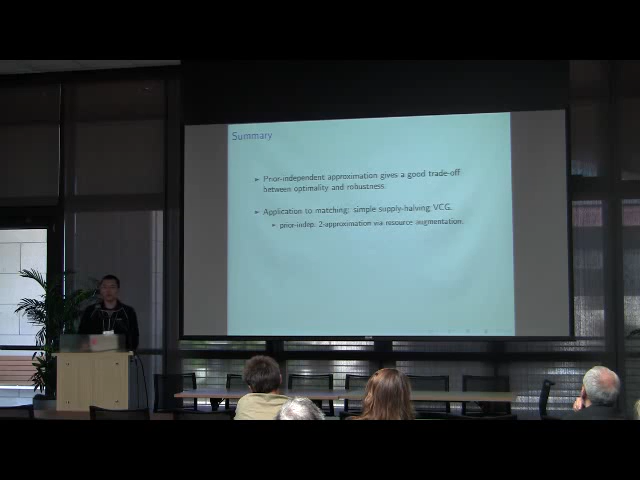 Summary
► Prior-independent approximation gives a good trade-off
between optimality and robustness.
► Application to matching: simple supply-halving VCG.
► prior-indep. 2-approximation via resource augmentation.